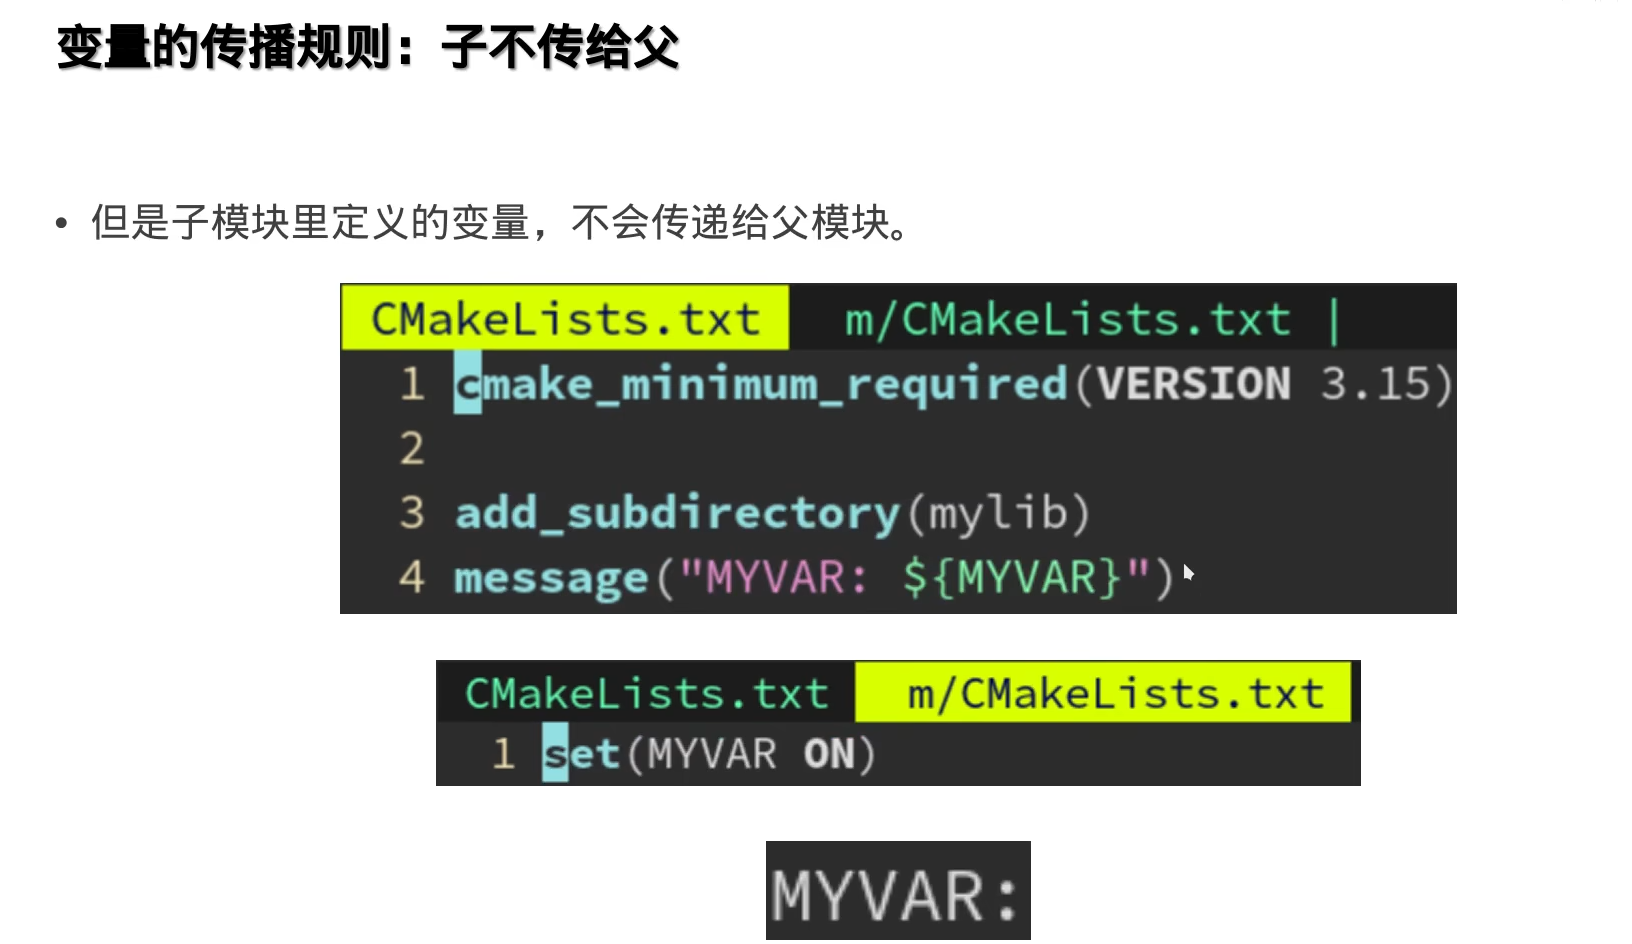 变量的传播规则：子不传给父
• 但是子模块里定义的变量，不会传递给父模块。
CMakeLists.txt m/CMakeLists.txt |
1 cmake_minimum_required(VERSION 3.15)
2
3 add_subdirectory(mylib)
4 message("MYVAR: ${MYVAR}")
CMakeLists.txt m/CMakeLists.txt
1 set(MYVAR ON)
MYVAR: